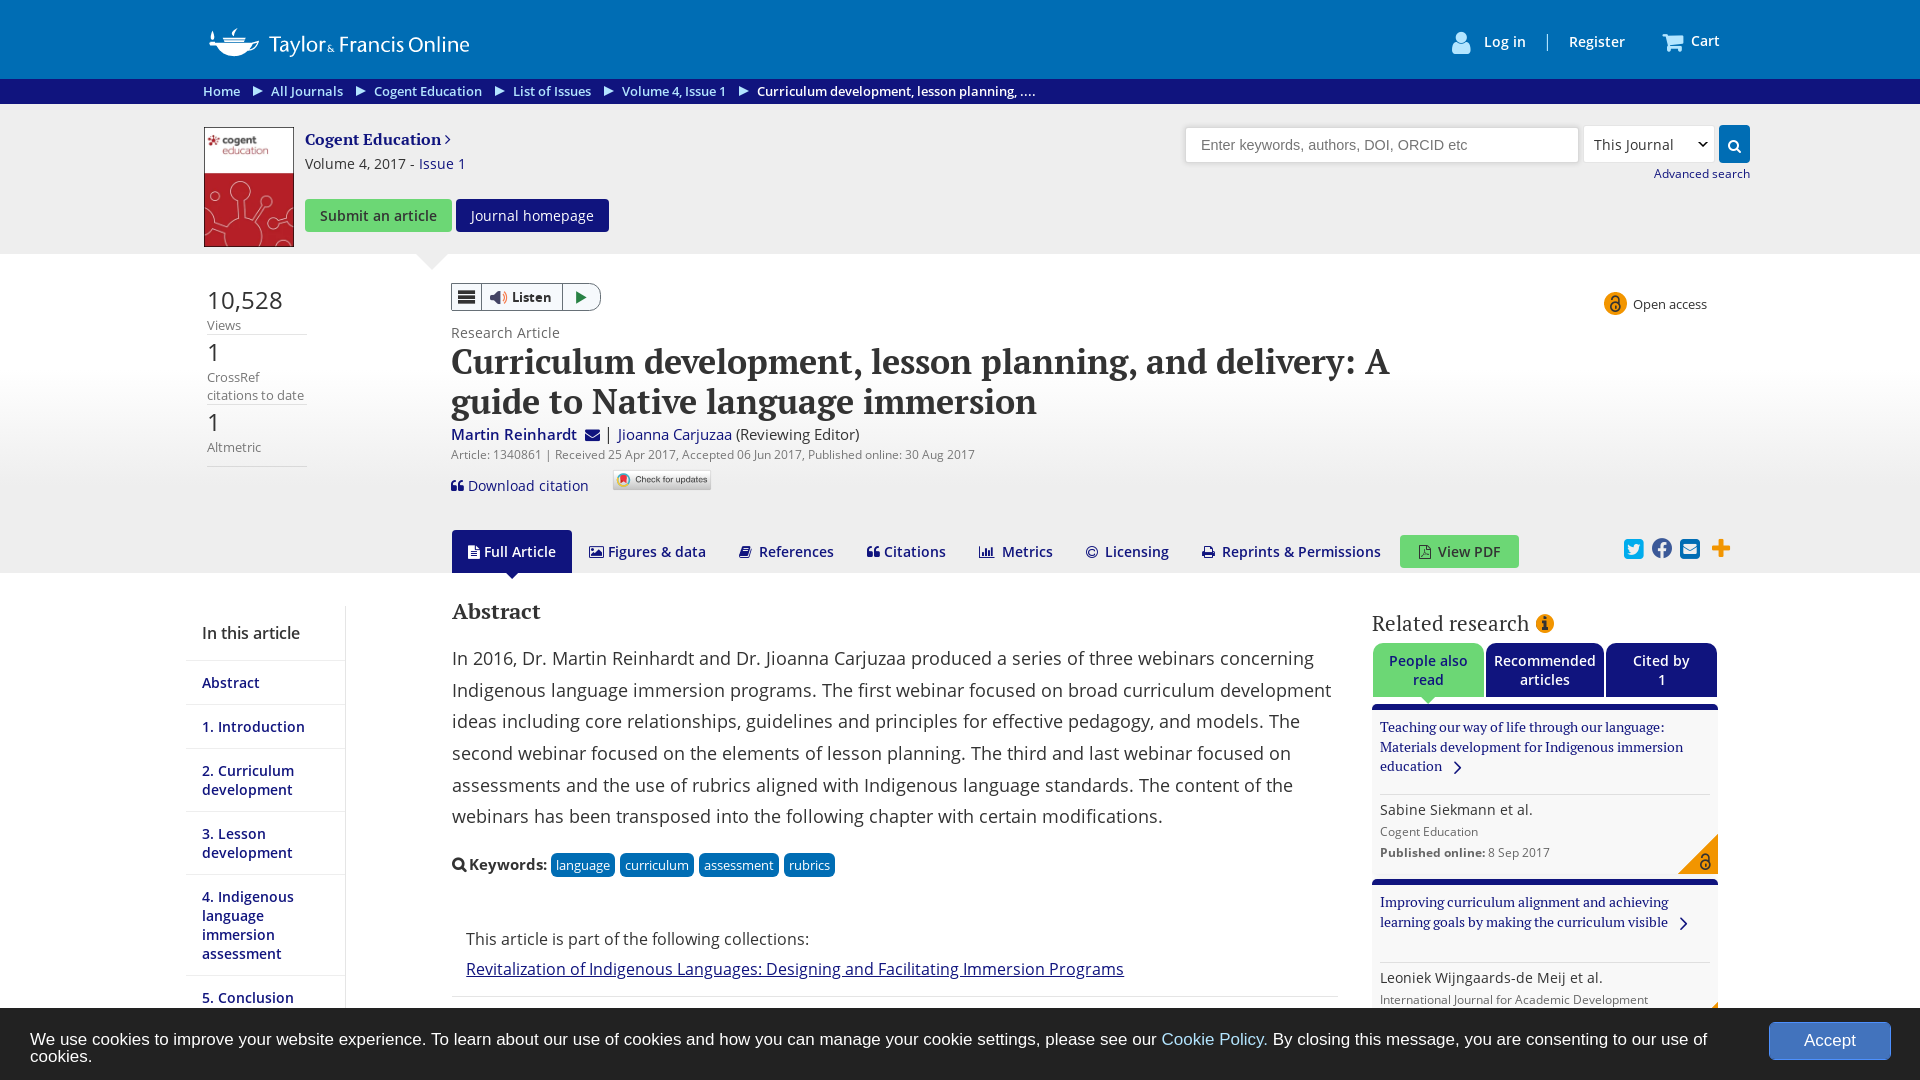 Taylor & Francis Online
Log in | Register
Cart
Home ▶ All Journals ▶ Cogent Education ▶ List of Issues ▶ Volume 4, Issue 1 ▶ Curriculum development, lesson planning, ....
cogent
education
Cogent Education ›
Volume 4, 2017 - Issue 1
Submit an article
Journal homepage
Enter keywords, authors, DOI, ORCID etc
This Journal
Advanced search
10,528
Views
1
CrossRef
citations to date
1
Altmetric
Listen
Open access
Research Article
Curriculum development, lesson planning, and delivery: A
guide to Native language immersion
Martin Reinhardt | Jioanna Carjuzaa (Reviewing Editor)
Article: 1340861 | Received 25 Apr 2017, Accepted 06 Jun 2017, Published online: 30 Aug 2017
Download citation
Check for updates
Full Article
Figures & data
References
Citations
Metrics
Licensing
Reprints & Permissions
View PDF
In this article
Abstract
1. Introduction
2. Curriculum
development
3. Lesson
development
4. Indigenous
language
immersion
assessment
5. Conclusion
Abstract
In 2016, Dr. Martin Reinhardt and Dr. Jioanna Carjuzaa produced a series of three webinars concerning
Indigenous language immersion programs. The first webinar focused on broad curriculum development
ideas including core relationships, guidelines and principles for effective pedagogy, and models. The
second webinar focused on the elements of lesson planning. The third and last webinar focused on
assessments and the use of rubrics aligned with Indigenous language standards. The content of the
webinars has been transposed into the following chapter with certain modifications.
Keywords: language curriculum assessment rubrics
This article is part of the following collections:
Revitalization of Indigenous Languages: Designing and Facilitating Immersion Programs
Related research
People also
read
Recommended
articles
Cited by
1
Teaching our way of life through our language:
Materials development for Indigenous immersion
education
Sabine Siekmann et al.
Cogent Education
Published online: 8 Sep 2017
Improving curriculum alignment and achieving
learning goals by making the curriculum visible
Leoniek Wijngaards-de Meij et al.
International Journal for Academic Development
We use cookies to improve your website experience. To learn about our use of cookies and how you can manage your cookie settings, please see our Cookie Policy. By closing this message, you are consenting to our use of
cookies.
Accept